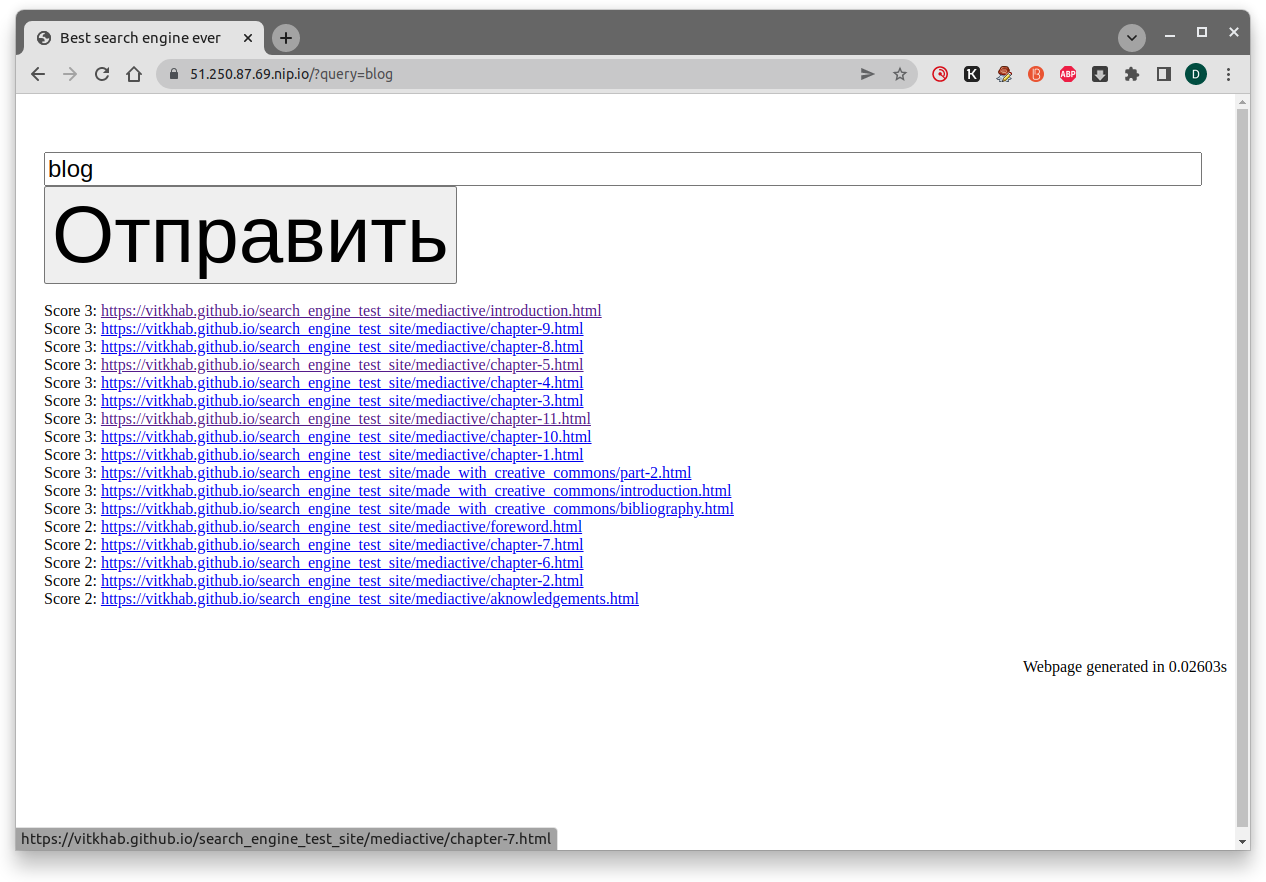 Best search engine ever
51.250.87.69.nip.io/?query=blog
K
ABP
D
blog
Отправить
Score 3: https://vitkhab.github.io/search_engine_test_site/mediactive/introduction.html
Score 3: https://vitkhab.github.io/search_engine_test_site/mediactive/chapter-9.html
Score 3: https://vitkhab.github.io/search_engine_test_site/mediactive/chapter-8.html
Score 3: https://vitkhab.github.io/search_engine_test_site/mediactive/chapter-5.html
Score 3: https://vitkhab.github.io/search_engine_test_site/mediactive/chapter-4.html
Score 3: https://vitkhab.github.io/search_engine_test_site/mediactive/chapter-3.html
Score 3: https://vitkhab.github.io/search_engine_test_site/mediactive/chapter-11.html
Score 3: https://vitkhab.github.io/search_engine_test_site/mediactive/chapter-10.html
Score 3: https://vitkhab.github.io/search_engine_test_site/mediactive/chapter-1.html
Score 3: https://vitkhab.github.io/search_engine_test_site/made_with_creative_commons/part-2.html
Score 3: https://vitkhab.github.io/search_engine_test_site/made_with_creative_commons/introduction.html
Score 3: https://vitkhab.github.io/search_engine_test_site/made_with_creative_commons/bibliography.html
Score 2: https://vitkhab.github.io/search_engine_test_site/mediactive/foreword.html
Score 2: https://vitkhab.github.io/search_engine_test_site/mediactive/chapter-7.html
Score 2: https://vitkhab.github.io/search_engine_test_site/mediactive/chapter-6.html
Score 2: https://vitkhab.github.io/search_engine_test_site/mediactive/chapter-2.html
Score 2: https://vitkhab.github.io/search_engine_test_site/mediactive/aknowledgements.html
Webpage generated in 0.02603s
https://vitkhab.github.io/search_engine_test_site/mediactive/chapter-7.html